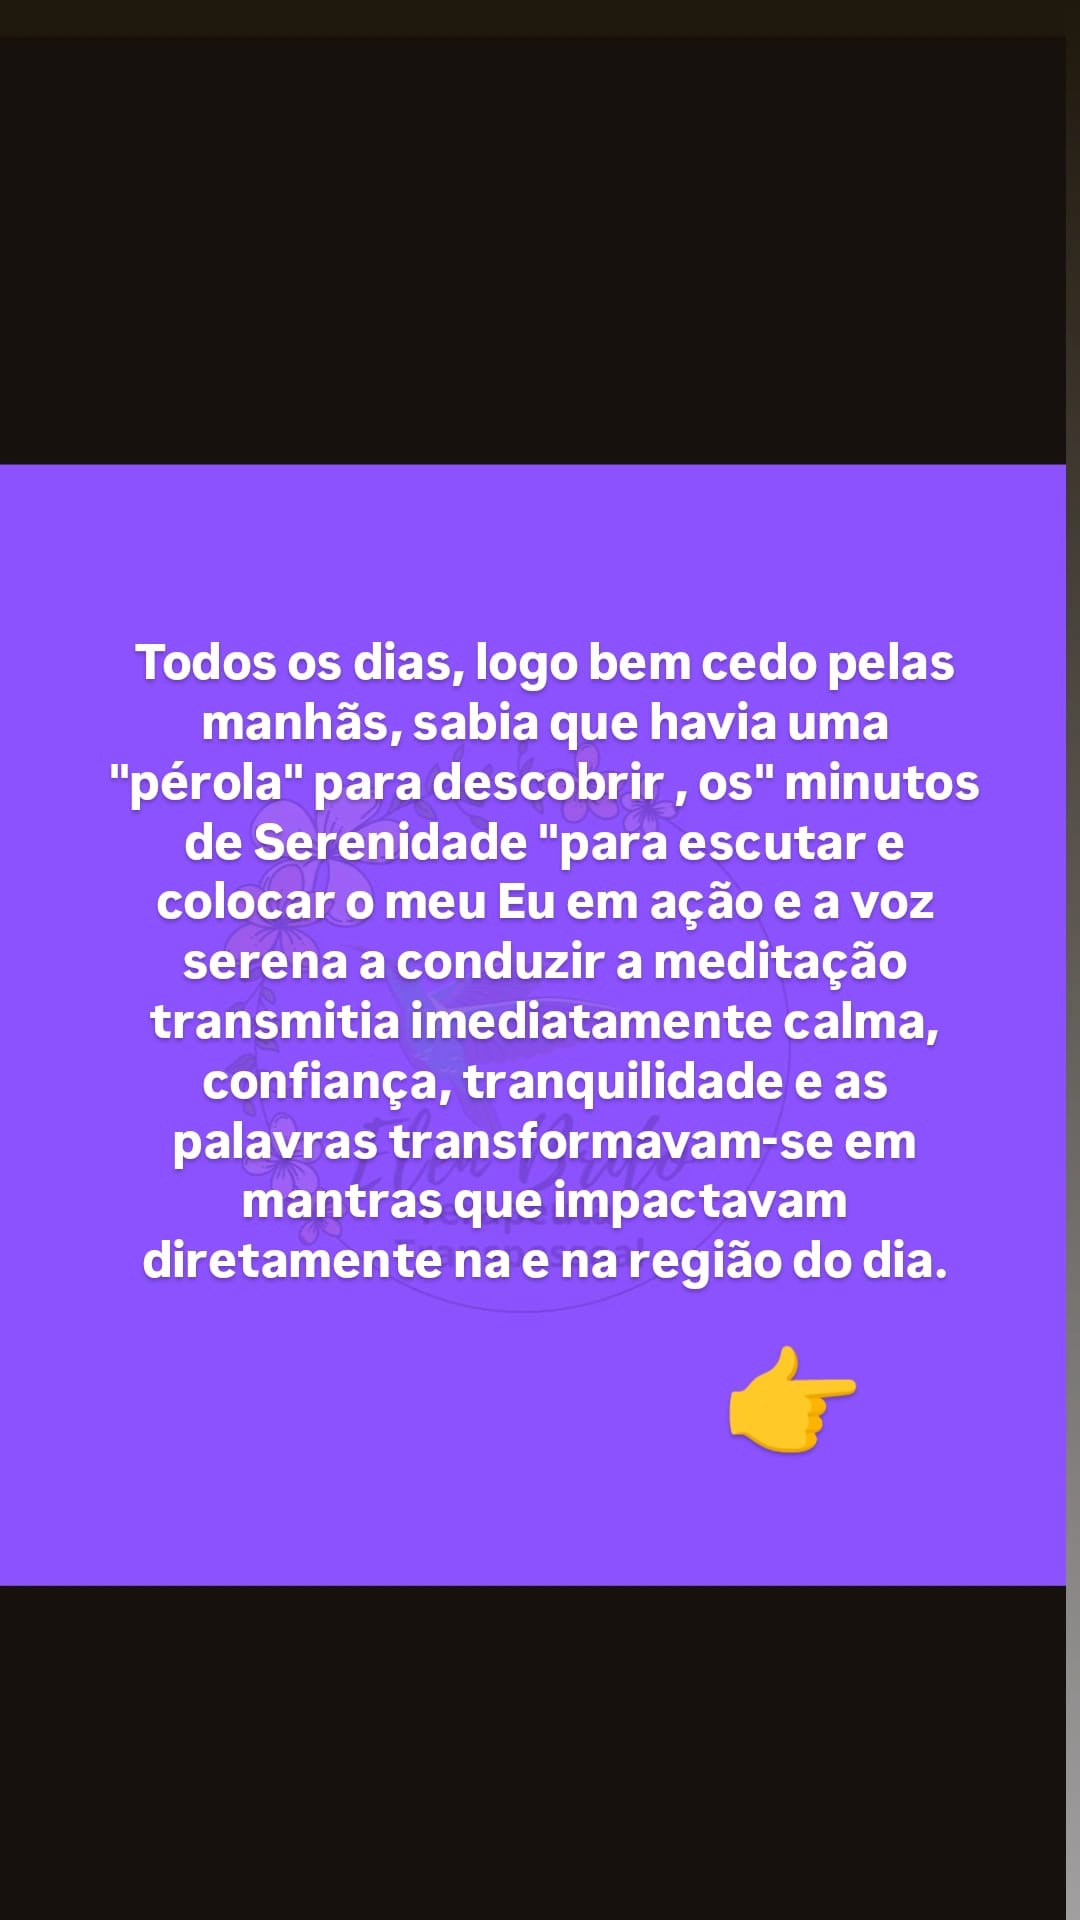 Todos os dias, logo bem cedo pelas
manhãs, sabia que havia uma
"pérola" para descobrir , os" minutos
de Serenidade "para escutar e
colocar o meu Eu em ação e a voz
serena a conduzir a meditação
transmitia imediatamente calma,
confiança, tranquilidade e as
palavras transformavam-se em
mantras que impactavam
diretamente na e na região do dia.
Terapeuta
Transpessoal